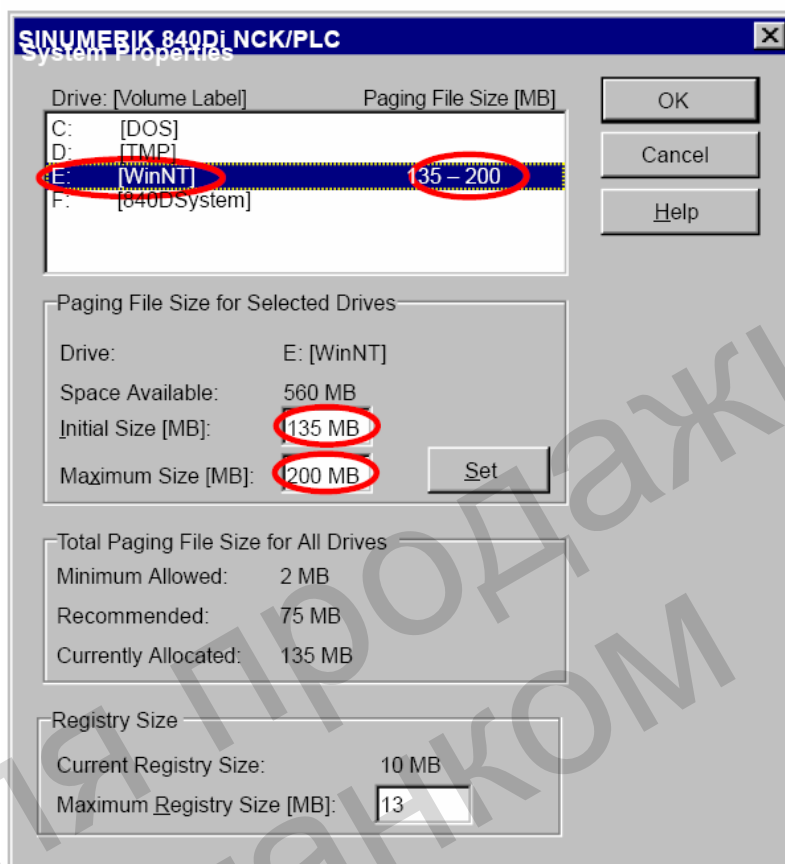 SINUMERIK 840Di NCK/PLC
System Properties
Drive: [Volume Label] Paging File Size [MB] OK
C: [DOS]
D: [TMP] Cancel
E: [WinNT] 135 – 200
F: [840DSystem] Help
Paging File Size for Selected Drives
Drive: E: [WinNT]
Space Available: 560 MB
Initial Size [MB]: 135 MB
Maximum Size [MB]: 200 MB Set
Total Paging File Size for All Drives
Minimum Allowed: 2 MB
Recommended: 75 MB
Currently Allocated: 135 MB
Registry Size
Current Registry Size: 10 MB
Maximum Registry Size [MB]: 13